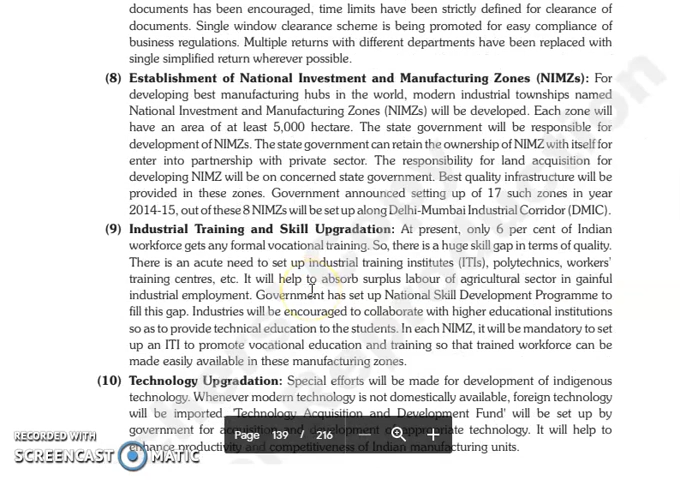 documents has been encouraged, time limits have been strictly defined for clearance of
documents. Single window clearance scheme is being promoted for easy compliance of
business regulations. Multiple returns with different departments have been replaced with
single simplified return wherever possible.
(8) Establishment of National Investment and Manufacturing Zones (NIMZs): For
developing best manufacturing hubs in the world, modern industrial townships named
National Investment and Manufacturing Zones (NIMZs) will be developed. Each zone will
have an area of at least 5,000 hectare. The state government will be responsible for
development of NIMZs. The state government can retain the ownership of NIMZ with itself for
enter into partnership with private sector. The responsibility for land acquisition for
developing NIMZ will be on concerned state government. Best quality infrastructure will be
provided in these zones. Government announced setting up of 17 such zones in year
2014-15, out of these 8 NIMZs will be set up along Delhi-Mumbai Industrial Corridor (DMIC).
(9) Industrial Training and Skill Upgradation: At present, only 6 per cent of Indian
workforce gets any formal vocational training. So, there is a huge skill gap in terms of quality.
There is an acute need to set up industrial training institutes (ITIs), polytechnics, workers'
training centres, etc. It will help to absorb surplus labour of agricultural sector in gainful
industrial employment. Government has set up National Skill Development Programme to
fill this gap. Industries will be encouraged to collaborate with higher educational institutions
so as to provide technical education to the students. In each NIMZ, it will be mandatory to set
up an ITI to promote vocational education and training so that trained workforce can be
made easily available in these manufacturing zones.
(10) Technology Upgradation: Special efforts will be made for development of indigenous
technology. Whenever modern technology is not domestically available, foreign technology
will be imported. 'Technology Acquisition and Development Fund' will be set up by
government for acquisition and development of appropriate technology. It will help to
enhance productivity and competitiveness of Indian manufacturing units.
Page 139 / 216
RECORDED WITH
SCREENCAST MATIC